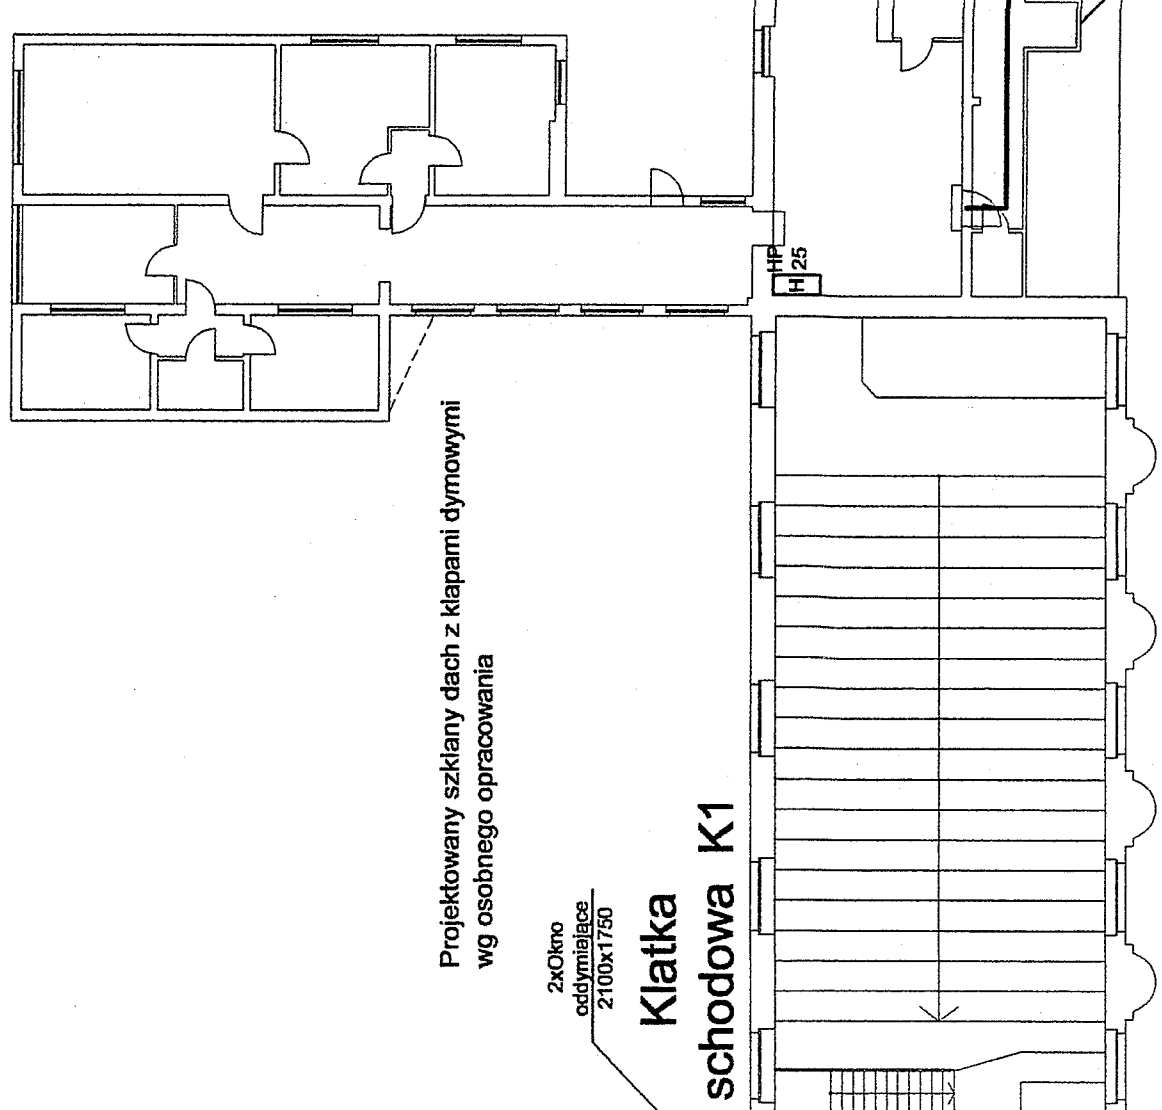 HP 25
H
Projektowany szklany dach z klapami dymowymi
wg osobnego opracowania
2xOkno
oddymiające
2100x1750
Klatka
schodowa K1